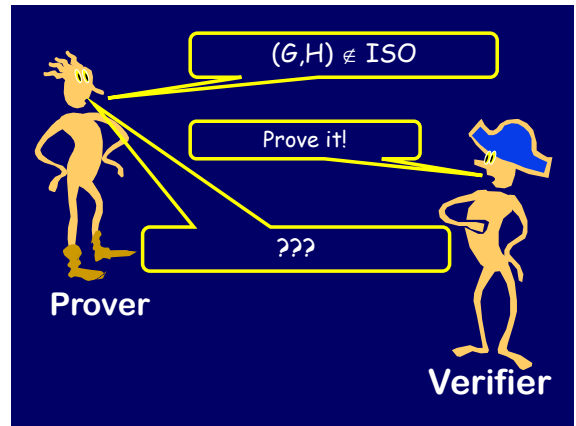 (G,H) ∉ ISO
Prove it!
???
Prover
Verifier